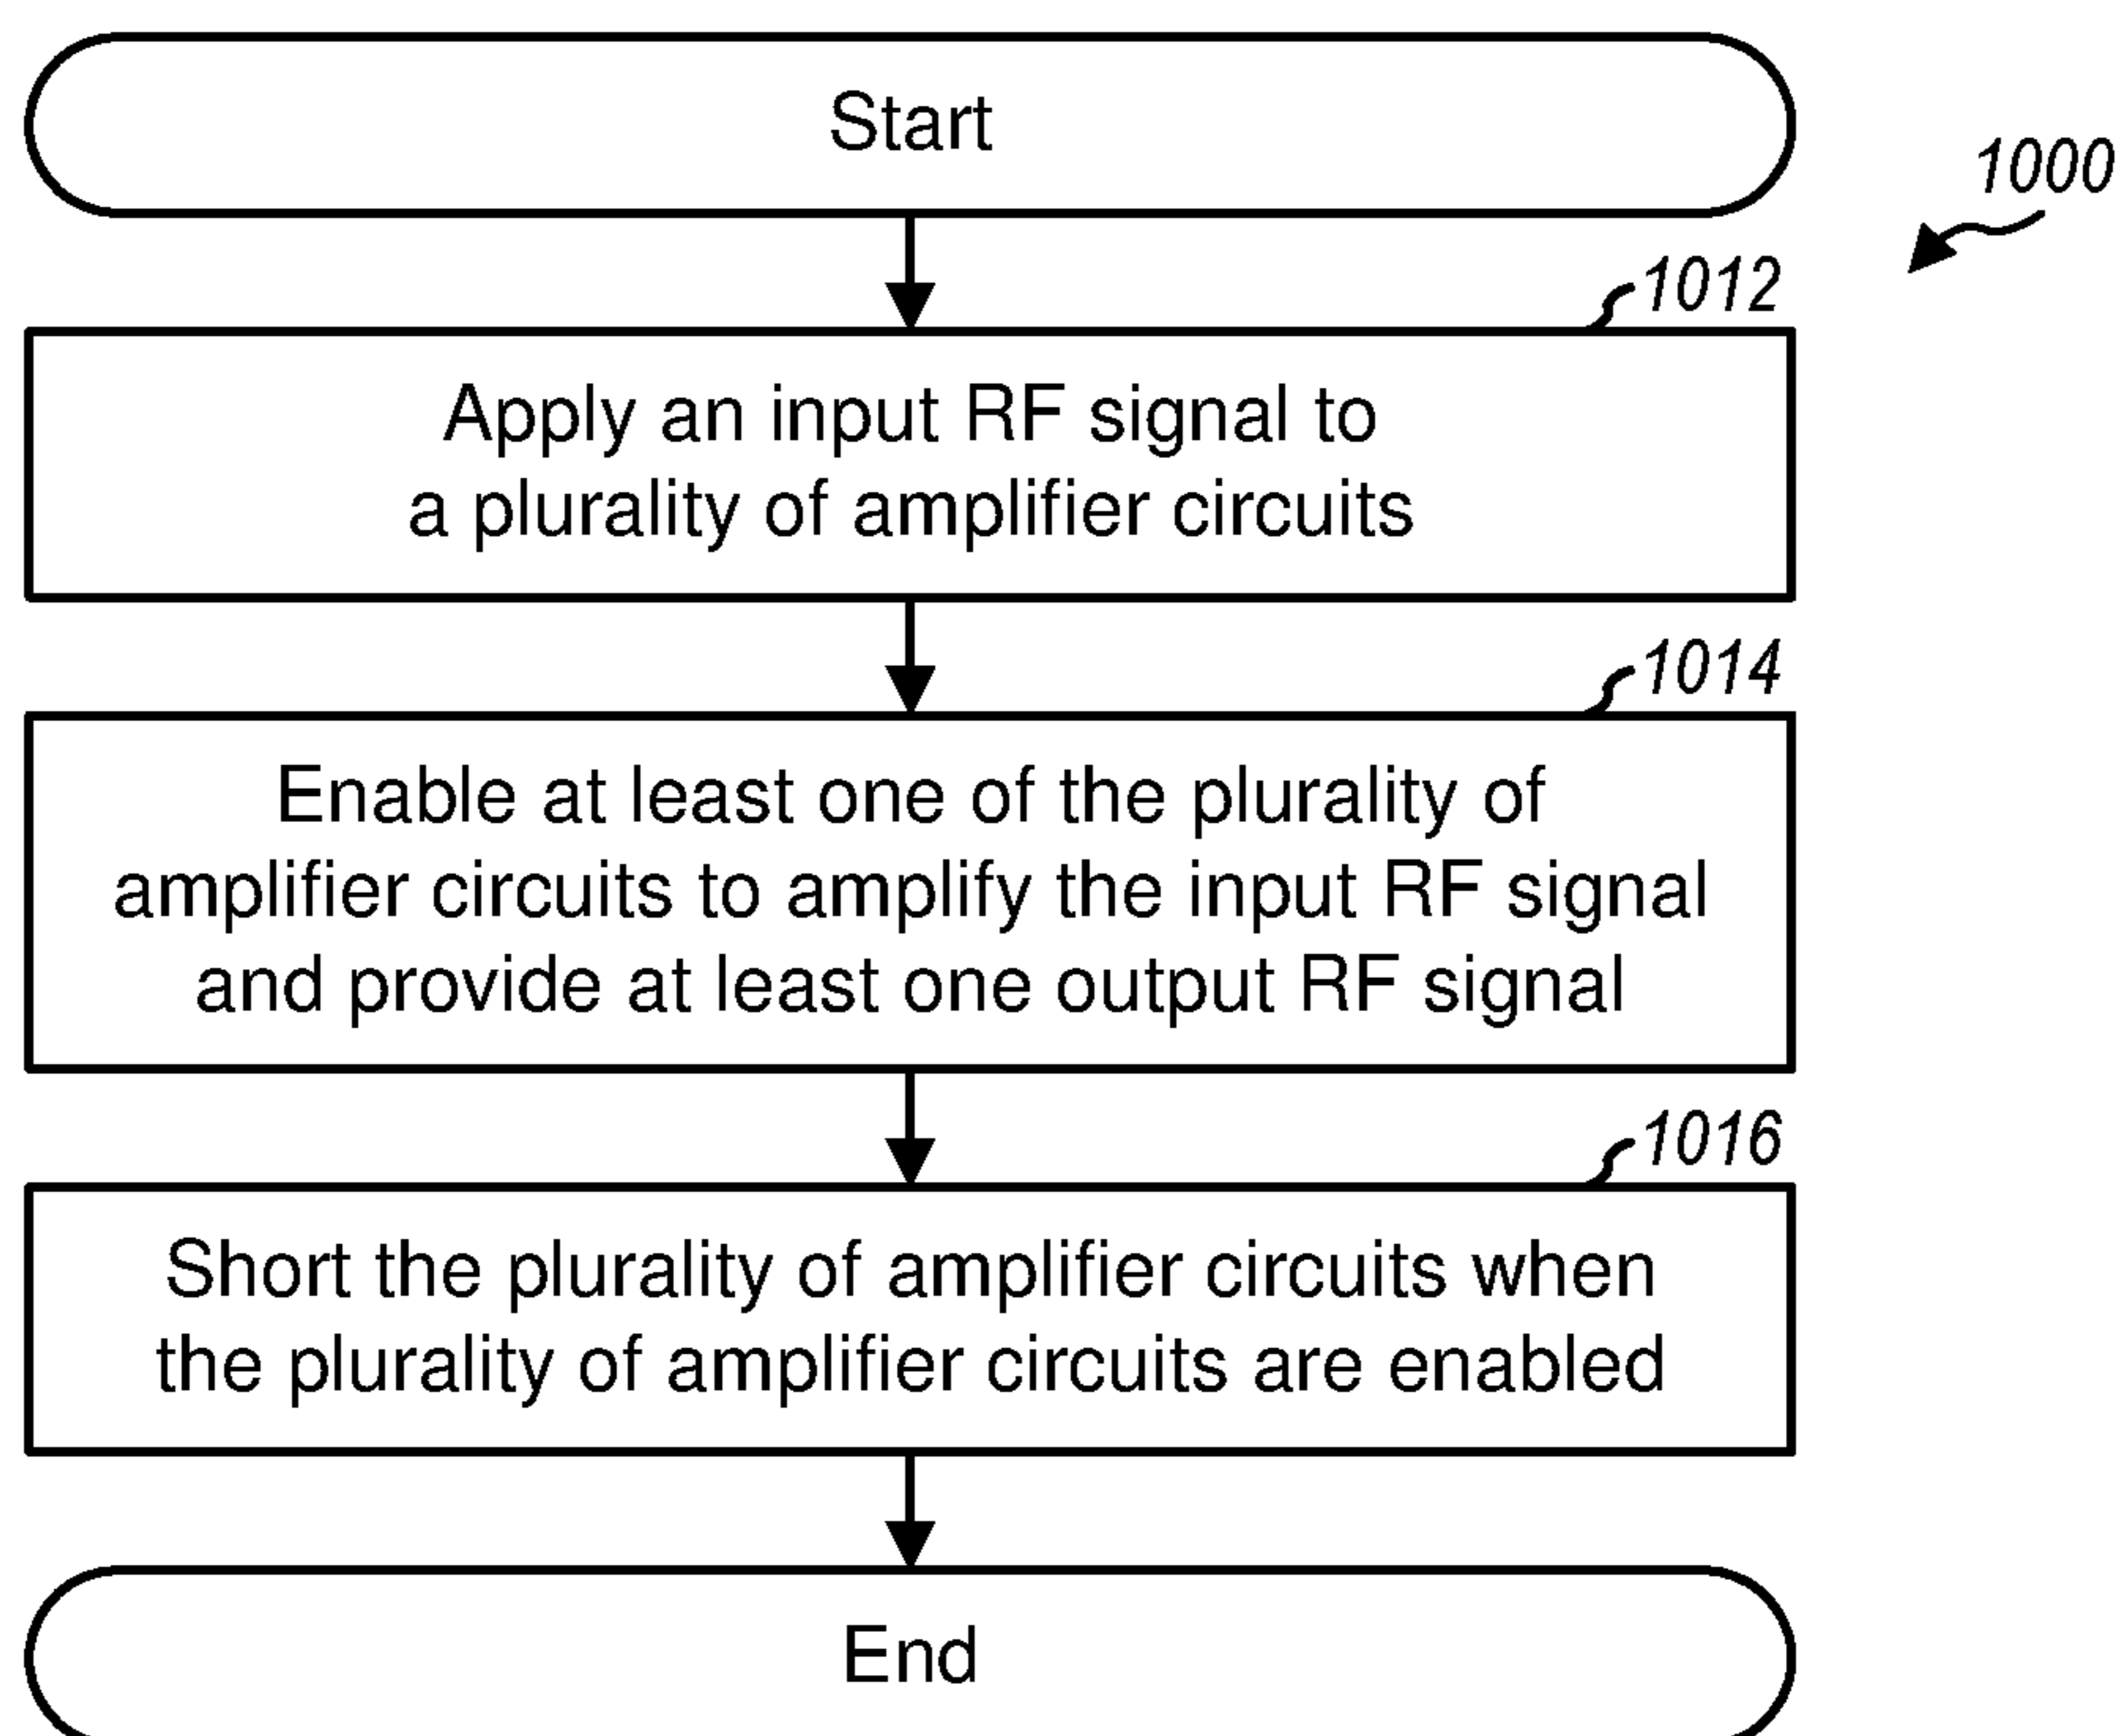 Start
1000
1012
Apply an input RF signal to
a plurality of amplifier circuits
1014
Enable at least one of the plurality of
amplifier circuits to amplify the input RF signal
and provide at least one output RF signal
1016
Short the plurality of amplifier circuits when
the plurality of amplifier circuits are enabled
End